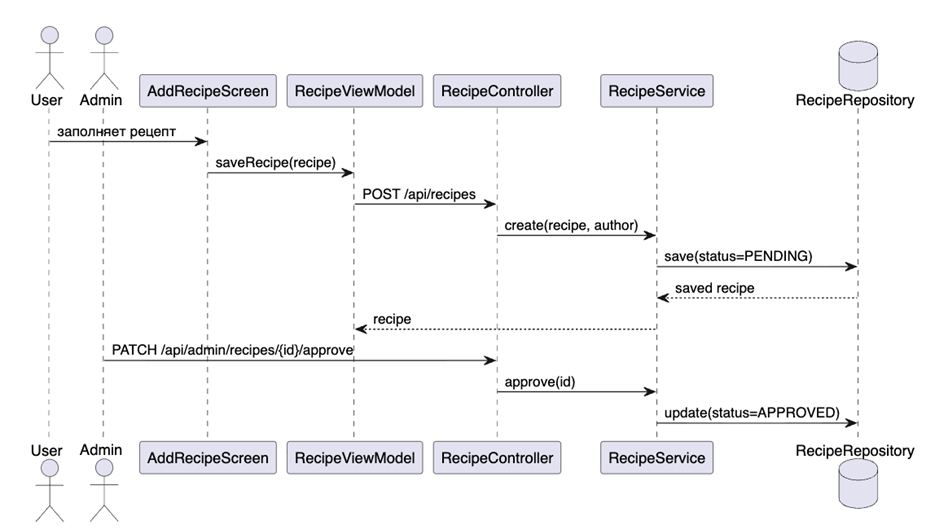 User Admin AddRecipeScreen RecipeViewModel RecipeController RecipeService RecipeRepository
заполняет рецепт
saveRecipe(recipe)
POST /api/recipes
create(recipe, author)
save(status=PENDING)
saved recipe
recipe
PATCH /api/admin/recipes/{id}/approve
approve(id)
update(status=APPROVED)
User Admin AddRecipeScreen RecipeViewModel RecipeController RecipeService RecipeRepository